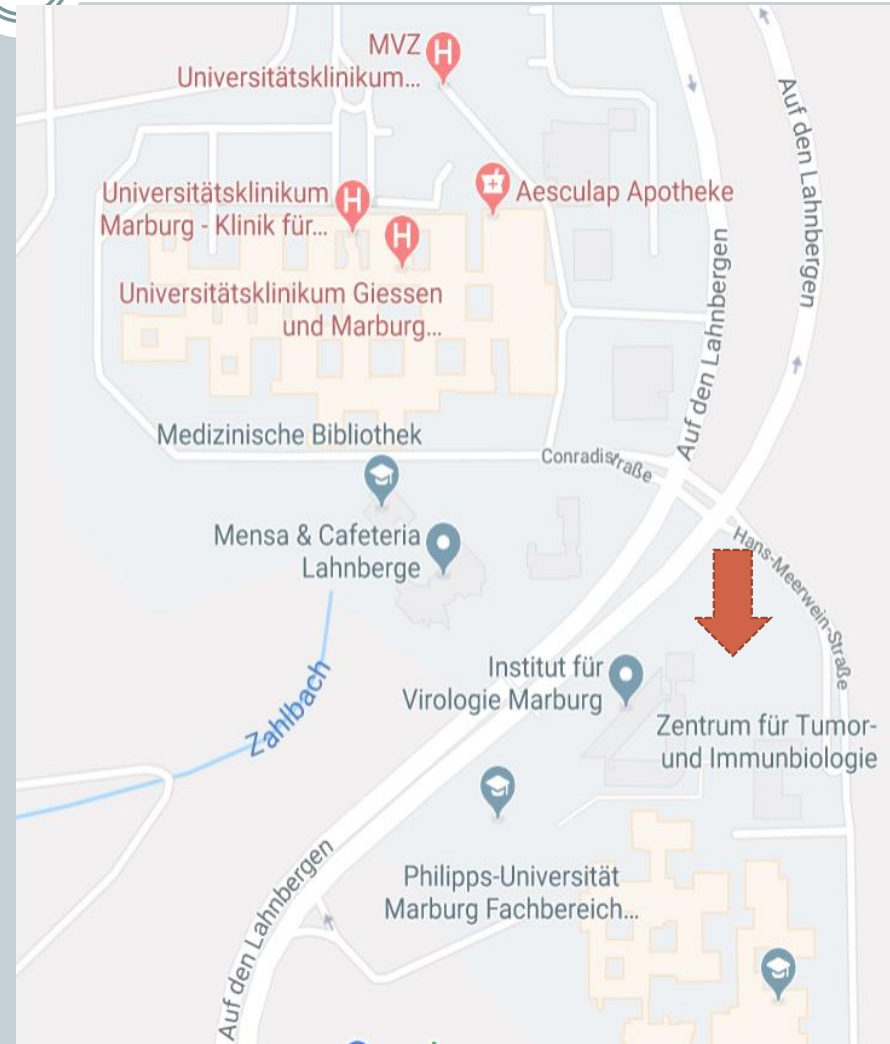 MVZ
Universitätsklinikum...
Auf den Lahnbergen
Universitätsklinikum
Marburg - Klinik für...
Aesculap Apotheke
Universitätsklinikum Giessen
und Marburg...
Auf den Lahnbergen
Medizinische Bibliothek
Conradistraße
Mensa & Cafeteria
Lahnberge
Hans-Meerwein-Straße
Institut für
Virologie Marburg
Zahlbach
Zentrum für Tumor-
und Immunbiologie
Philipps-Universität
Marburg Fachbereich...
Auf den Lahnbergen
H
H
H